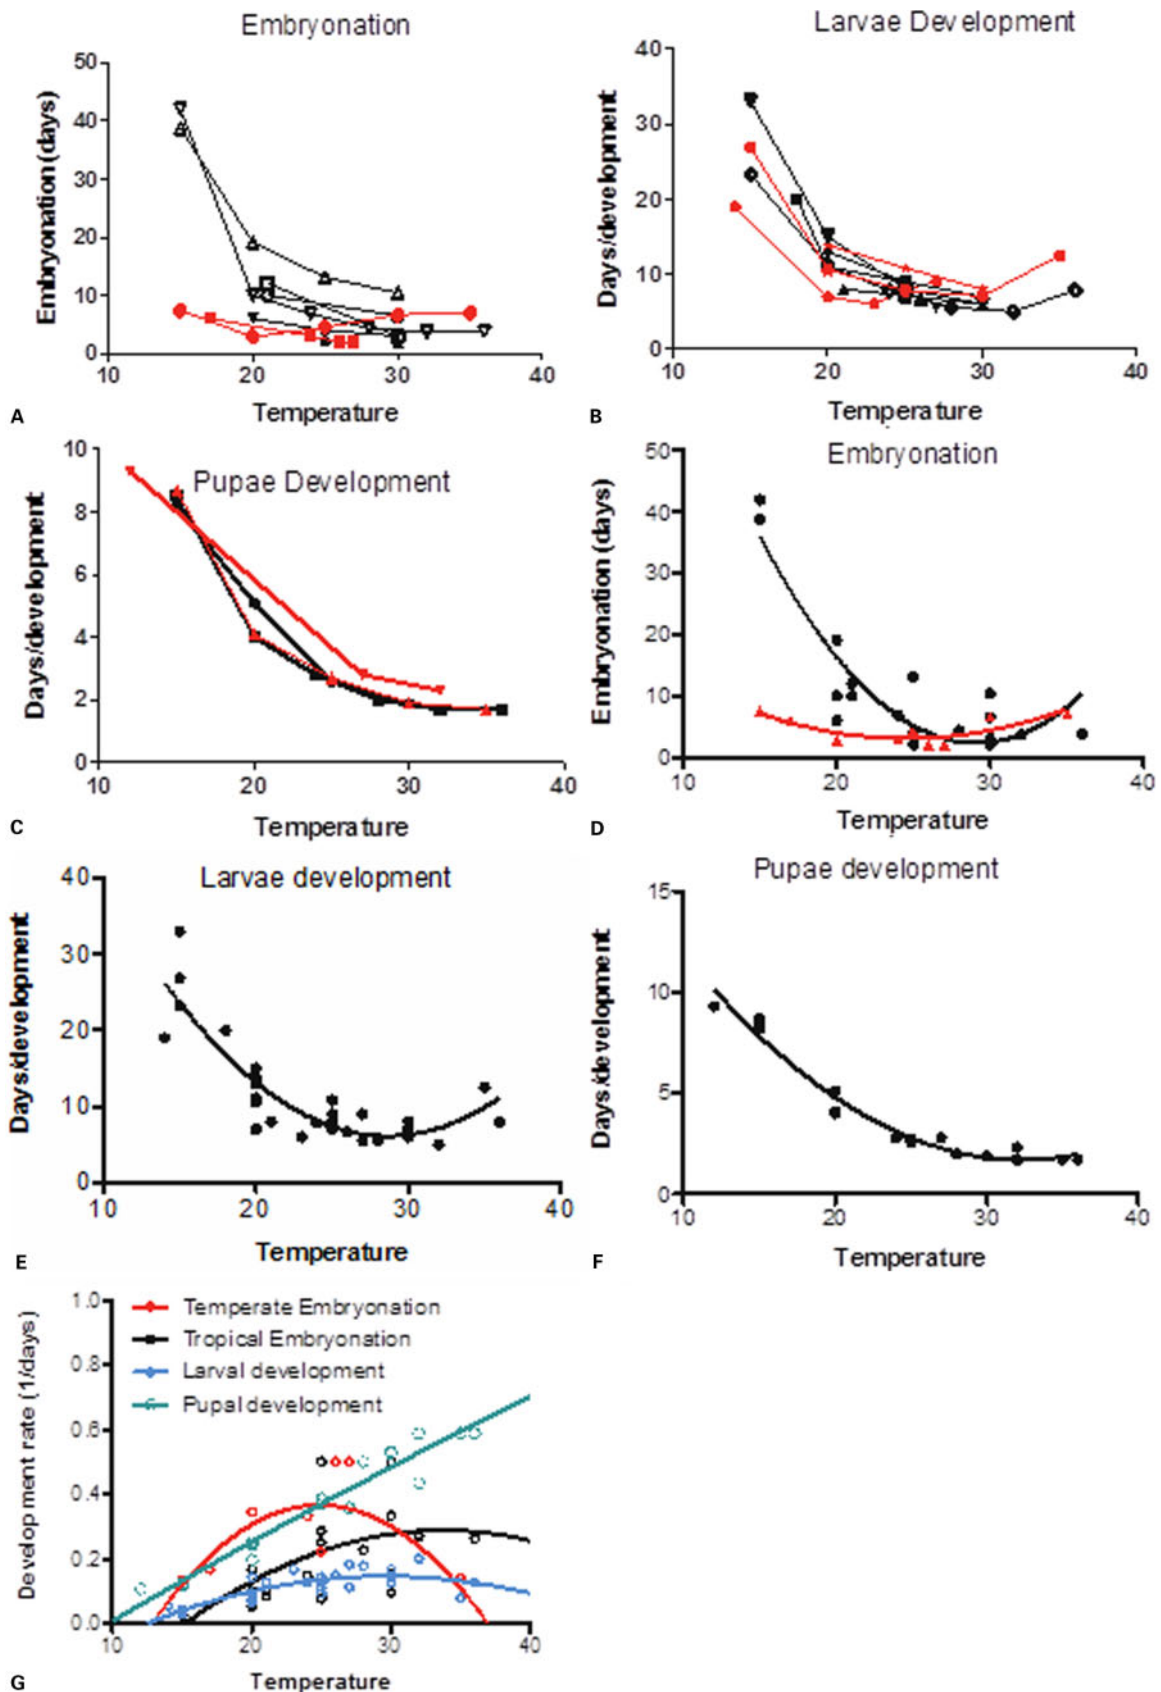 Embryonation
Embryonation (days)
50
40
30
20
10
0
10 20 30 40
Temperature
A
Larvae Development
Days/development
40
30
20
10
0
10 20 30 40
Temperature
B
Pupae Development
Days/development
10
8
6
4
2
0
10 20 30 40
Temperature
C
Embryonation
Embryonation (days)
50
40
30
20
10
0
10 20 30 40
Temperature
D
Larvae development
Days/development
40
30
20
10
0
10 20 30 40
Temperature
E
Pupae development
Days/development
15
10
5
0
10 20 30 40
Temperature
F
Development rate (1/days)
1.0
0.8
0.6
0.4
0.2
0.0
Temperate Embryonation
Tropical Embryonation
Larval development
Pupal development
10 20 30 40
Temperature
G